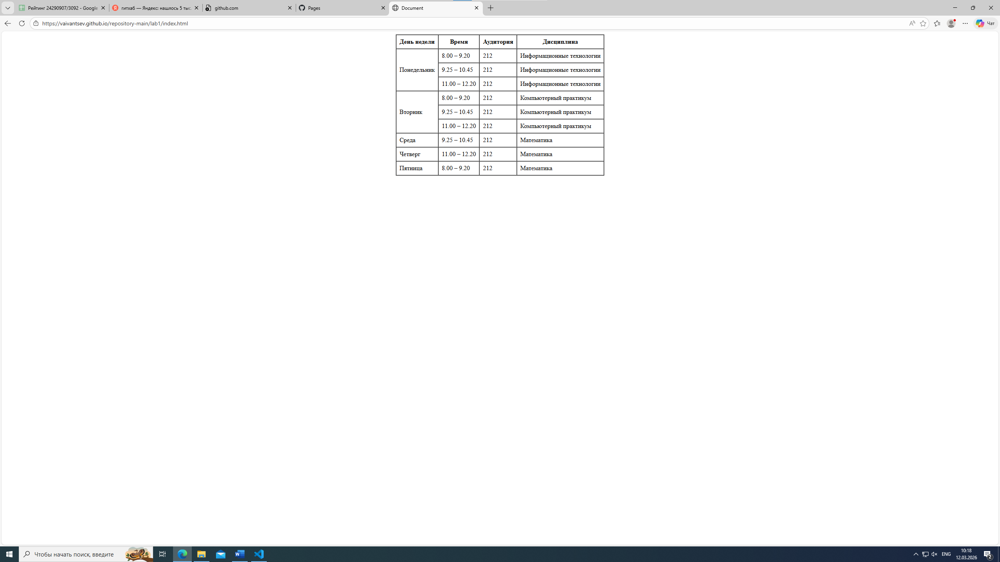 Рейтинг 24290907/3092 - Google
гитхаб — Яндекс: нашлось 5 тыс.
github.com
Pages
Document
https://vaivantsev.github.io/repository-main/lab1/index.html
Чат
День недели Время Аудитория Дисциплина
Понедельник 8.00 – 9.20 212 Информационные технологии
9.25 – 10.45 212 Информационные технологии
11.00 – 12.20 212 Информационные технологии
Вторник 8.00 – 9.20 212 Компьютерный практикум
9.25 – 10.45 212 Компьютерный практикум
11.00 – 12.20 212 Компьютерный практикум
Среда 9.25 – 10.45 212 Математика
Четверг 11.00 – 12.20 212 Математика
Пятница 8.00 – 9.20 212 Математика
Чтобы начать поиск, введите
ENG
10:18
12.03.2026
2